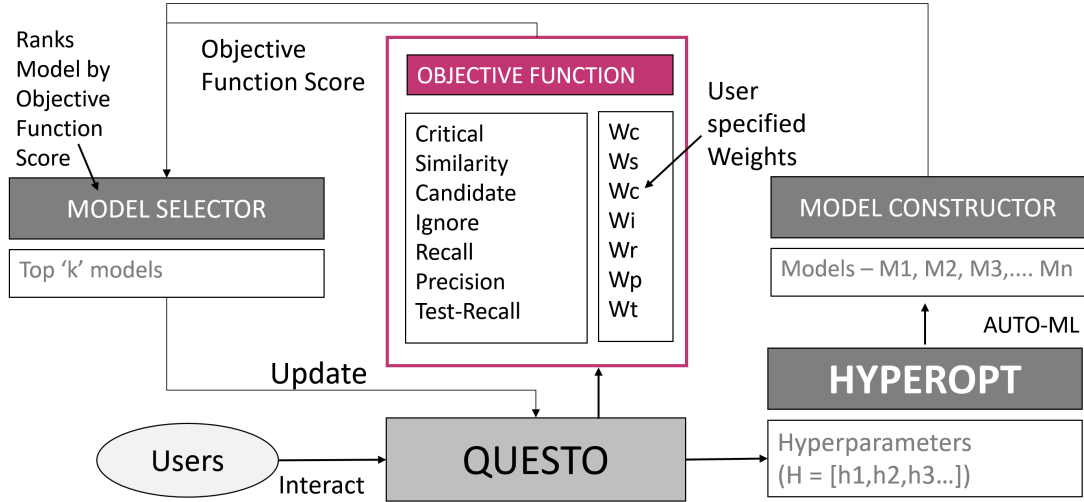 Ranks
Model by
Objective
Function
Score
Objective
Function Score
OBJECTIVE FUNCTION
Critical
Similarity
Candidate
Ignore
Recall
Precision
Test-Recall
Wc
Ws
Wc
Wi
Wr
Wp
Wt
User
specified
Weights
MODEL SELECTOR
Top ‘k’ models
MODEL CONSTRUCTOR
Models – M1, M2, M3,.... Mn
AUTO-ML
HYPEROPT
Hyperparameters
(H = [h1,h2,h3...])
Update
Users
Interact
QUESTO